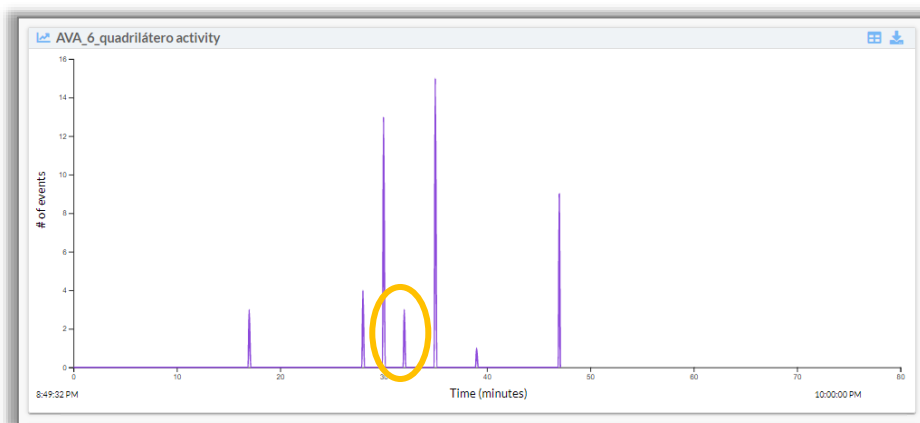 AVA_6_quadrilátero activity
16
14
12
10
8
6
4
2
0
# of events
0 10 20 30 40 50 60 70 80
8:49:32 PM Time (minutes) 10:00:00 PM